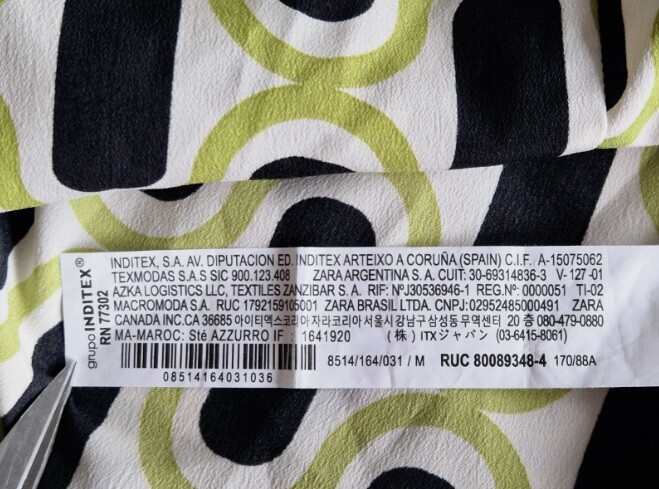 grupo INDITEX®
RN 77302
INDITEX, S.A. AV. DIPUTACION ED. INDITEX ARTEIXO A CORUÑA (SPAIN) C.I.F. A-15075062
TEXMODAS S.A.S SIC 900.123.408 ZARA ARGENTINA S. A. CUIT: 30-69314836-3 V-127 -01
AZKA LOGISTICS LLC, TEXTILES ZANZIBAR S. A. RIF: NºJ30536946-1 REG.Nº: 0000051 TI-02
MACROMODA S.A. RUC 1792159105001 ZARA BRASIL LTDA. CNPJ:02952485000491 ZARA
CANADA INC.CA 36685 아이티엑스코리아 자라코리아 서울시 강남구 삼성동 무역센터 20 층 080-479-0880
MA-MAROC: Sté AZZURRO IF : 1641920 (株) ITXジャパン (03-6415-8061)
8514/164/031 / M RUC 80089348-4 170/88A
08514164031036